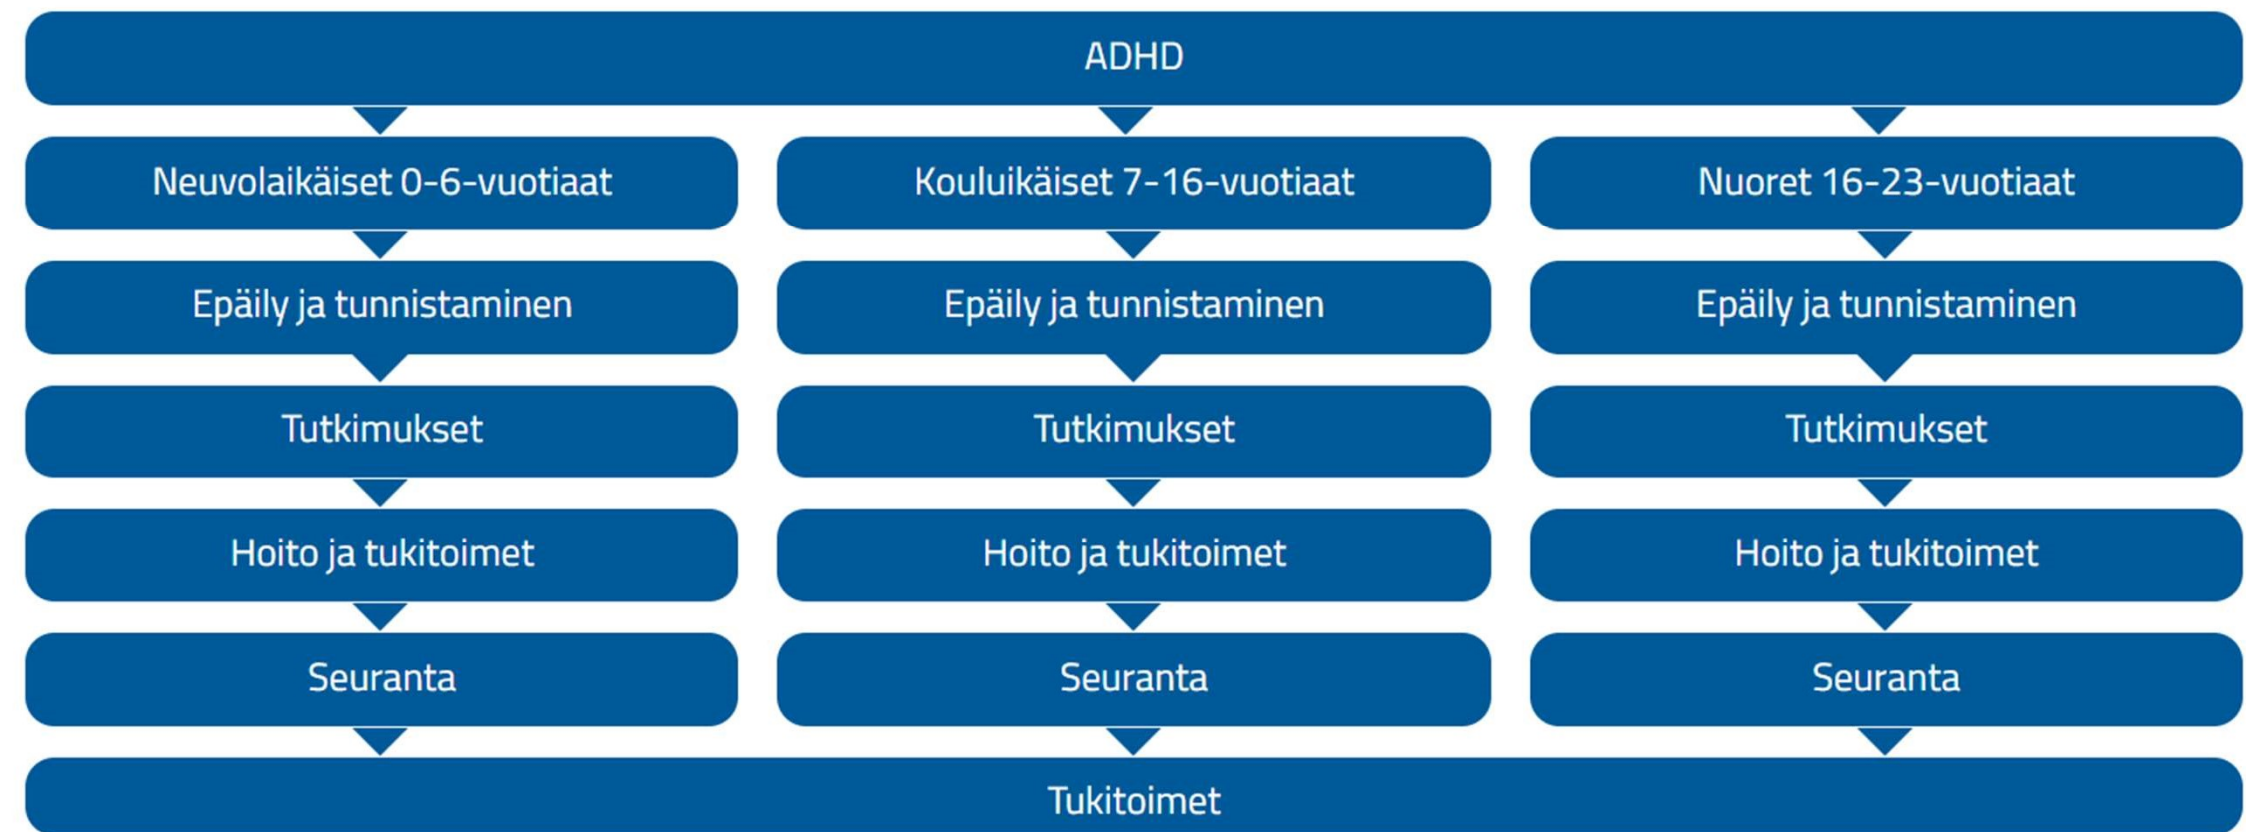 ADHD
Neuvolaikäiset 0-6-vuotiaat
Kouluikäiset 7-16-vuotiaat
Nuoret 16-23-vuotiaat
Epäily ja tunnistaminen
Epäily ja tunnistaminen
Epäily ja tunnistaminen
Tutkimukset
Tutkimukset
Tutkimukset
Hoito ja tukitoimet
Hoito ja tukitoimet
Hoito ja tukitoimet
Seuranta
Seuranta
Seuranta
Tukitoimet